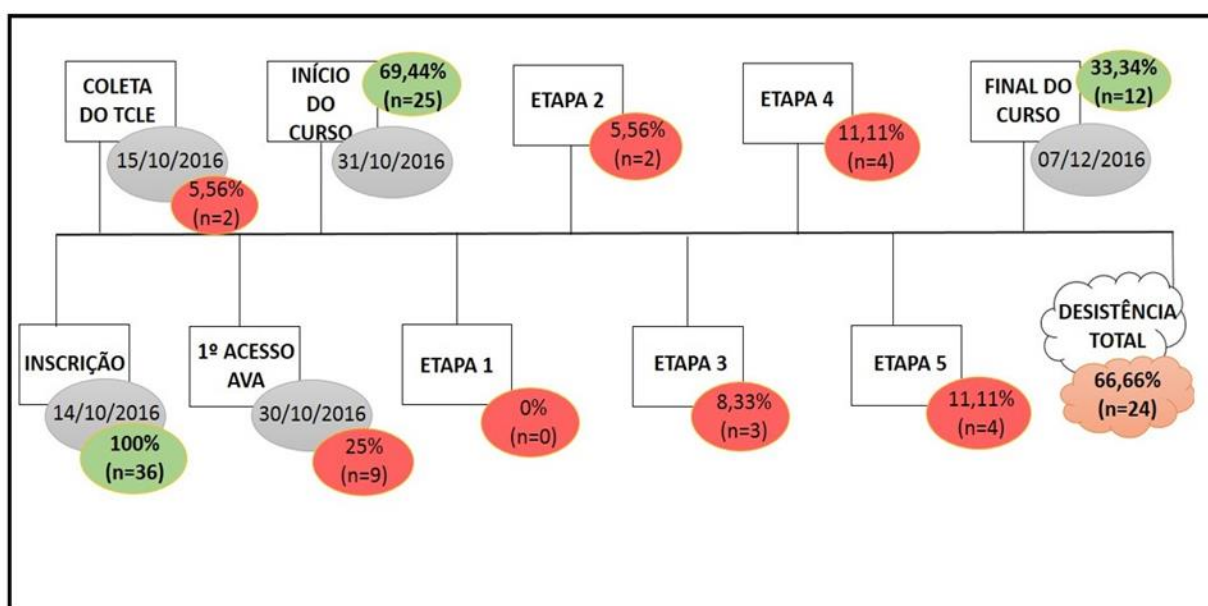 COLETA
DO TCLE
15/10/2016
5,56%
(n=2)
INÍCIO
DO
CURSO
69,44%
(n=25)
31/10/2016
ETAPA 2
5,56%
(n=2)
ETAPA 4
11,11%
(n=4)
FINAL DO
CURSO
33,34%
(n=12)
07/12/2016
INSCRIÇÃO
14/10/2016
100%
(n=36)
1º ACESSO
AVA
30/10/2016
25%
(n=9)
ETAPA 1
0%
(n=0)
ETAPA 3
8,33%
(n=3)
ETAPA 5
11,11%
(n=4)
DESISTÊNCIA
TOTAL
66,66%
(n=24)